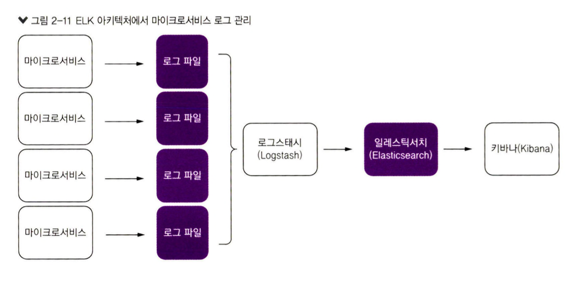 그림 2-11 ELK 아키텍처에서 마이크로서비스 로그 관리
마이크로서비스
로그 파일
마이크로서비스
로그 파일
마이크로서비스
로그 파일
마이크로서비스
로그 파일
로그스태시
(Logstash)
일레스틱서치
(Elasticsearch)
키바나(Kibana)